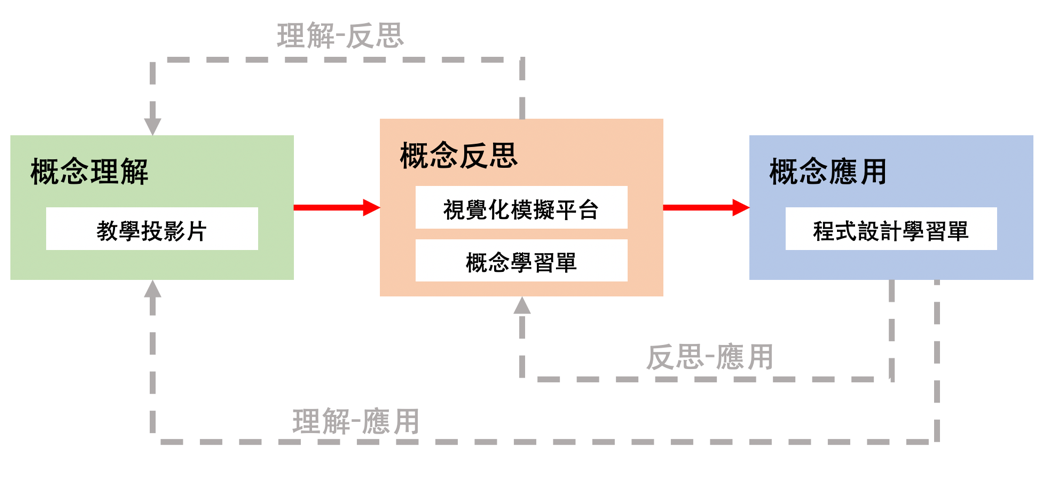 理解-反思
概念理解
教學投影片
概念反思
視覺化模擬平台
概念學習單
概念應用
程式設計學習單
反思-應用
理解-應用